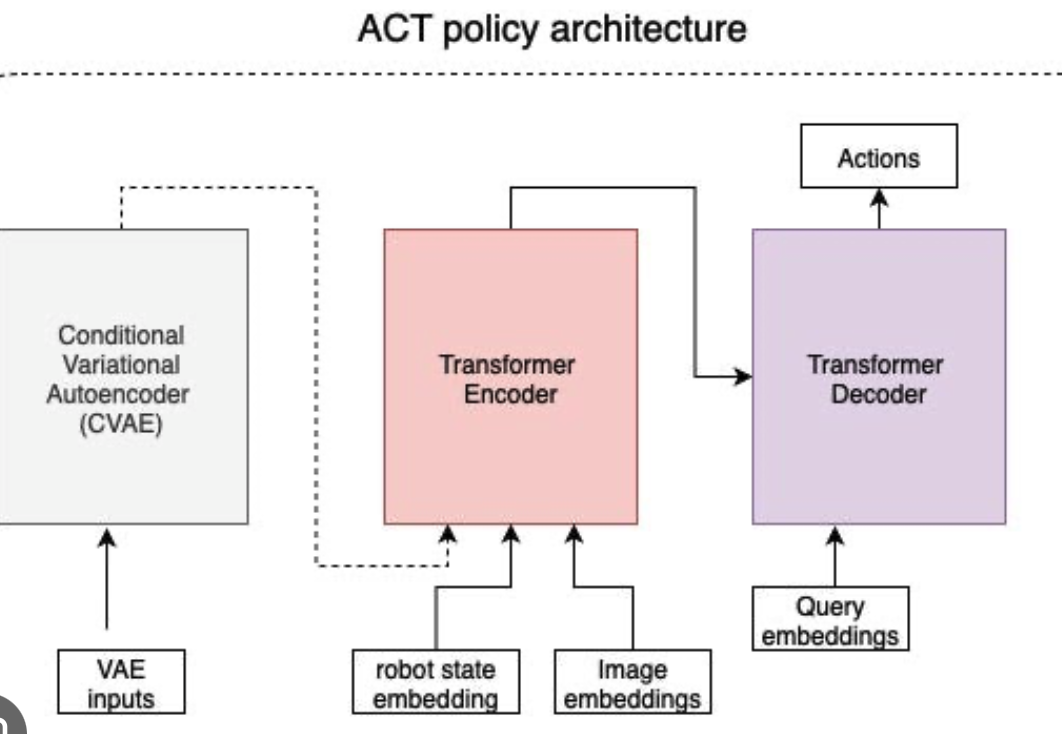 ACT policy architecture
Actions
Conditional
Variational
Autoencoder
(CVAE)
Transformer
Encoder
Transformer
Decoder
Query
embeddings
VAE
inputs
robot state
embedding
Image
embeddings